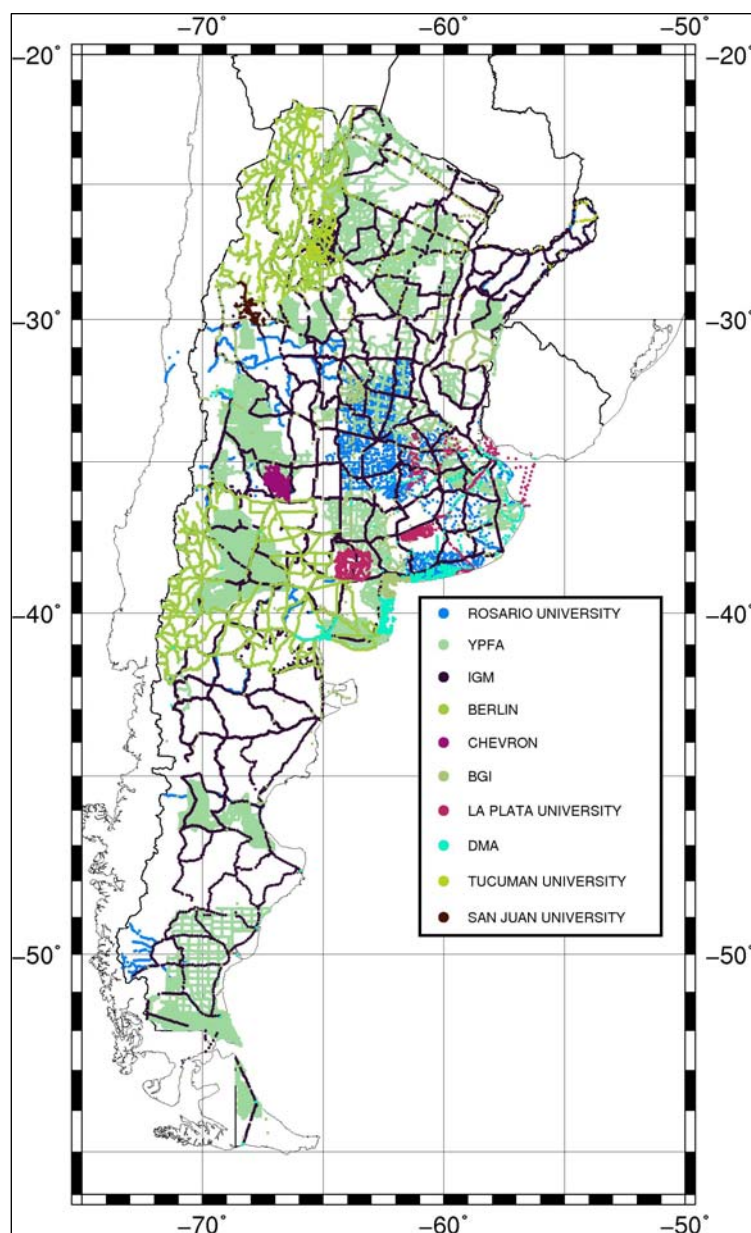 −70˚ −60˚ −50˚
−20˚ −20˚
−30˚ −30˚
−40˚ −40˚
ROSARIO UNIVERSITY
YPFA
IGM
BERLIN
CHEVRON
BGI
LA PLATA UNIVERSITY
DMA
TUCUMAN UNIVERSITY
SAN JUAN UNIVERSITY
−50˚ −50˚
−70˚ −60˚ −50˚